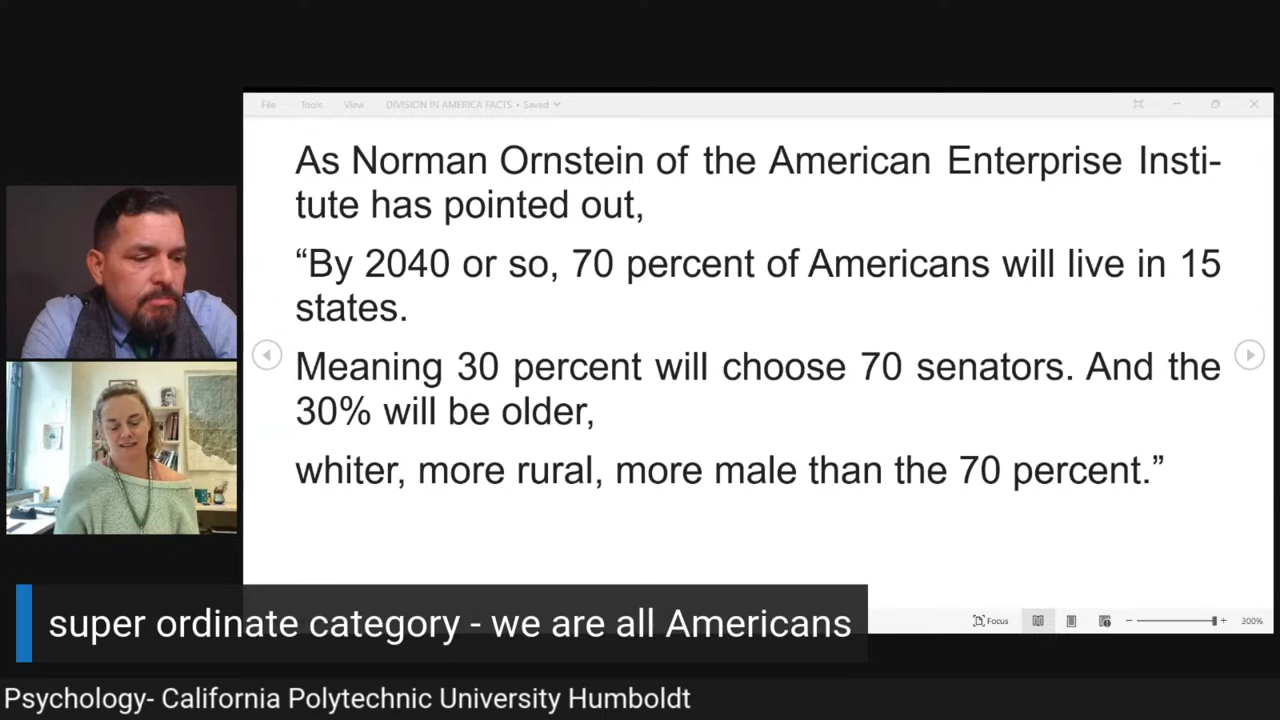 File Tools View DIVISION IN AMERICA FACTS • Saved
As Norman Ornstein of the American Enterprise Insti-
tute has pointed out,
“By 2040 or so, 70 percent of Americans will live in 15
states.
Meaning 30 percent will choose 70 senators. And the
30% will be older,
whiter, more rural, more male than the 70 percent.”
super ordinate category - we are all Americans
Focus
300%
Psychology- California Polytechnic University Humboldt